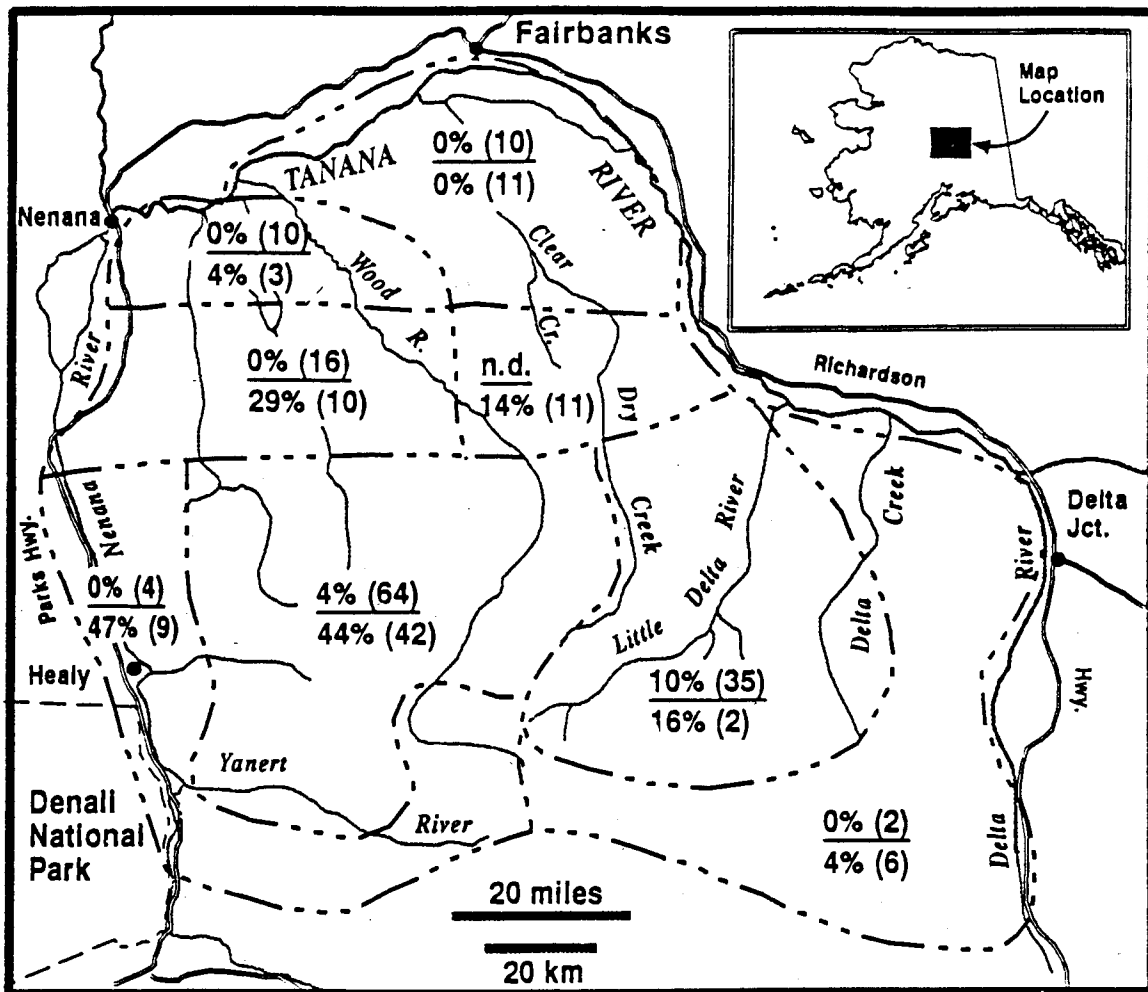 Fairbanks
Map
Location
TANANA
RIVER
0% (10)
0% (11)
Nenana
0% (10)
4% (3)
Wood
R.
Clear
Cr.
River
0% (16)
29% (10)
n.d.
14% (11)
Dry
Creek
Richardson
Hwy.
Delta
Jct.
Parks Hwy.
Nenana
0% (4)
47% (9)
Healy
4% (64)
44% (42)
Little
Delta
River
Delta
Creek
River
10% (35)
16% (2)
Yanert
River
Denali
National
Park
0% (2)
4% (6)
Delta
20 miles
20 km